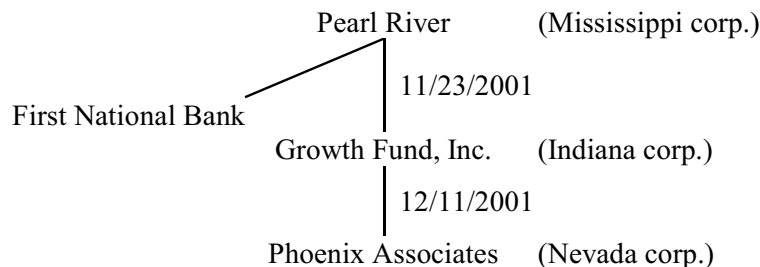 Pearl River (Mississippi corp.)
11/23/2001
First National Bank
Growth Fund, Inc. (Indiana corp.)
12/11/2001
Phoenix Associates (Nevada corp.)